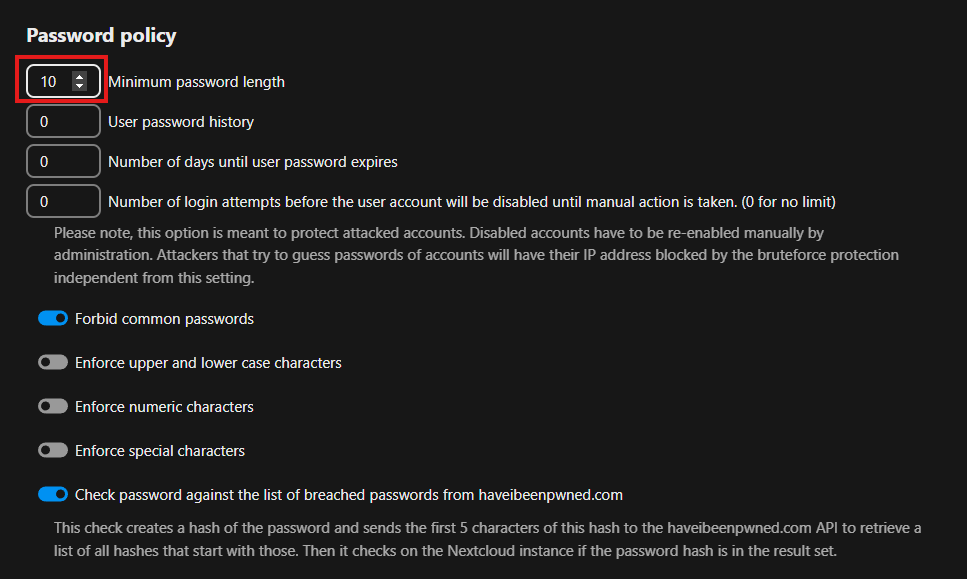 Password policy
10 Minimum password length
0 User password history
0 Number of days until user password expires
0 Number of login attempts before the user account will be disabled until manual action is taken. (0 for no limit)
Please note, this option is meant to protect attacked accounts. Disabled accounts have to be re-enabled manually by
administration. Attackers that try to guess passwords of accounts will have their IP address blocked by the bruteforce protection
independent from this setting.
Forbid common passwords
Enforce upper and lower case characters
Enforce numeric characters
Enforce special characters
Check password against the list of breached passwords from haveibeenpwned.com
This check creates a hash of the password and sends the first 5 characters of this hash to the haveibeenpwned.com API to retrieve a
list of all hashes that start with those. Then it checks on the Nextcloud instance if the password hash is in the result set.